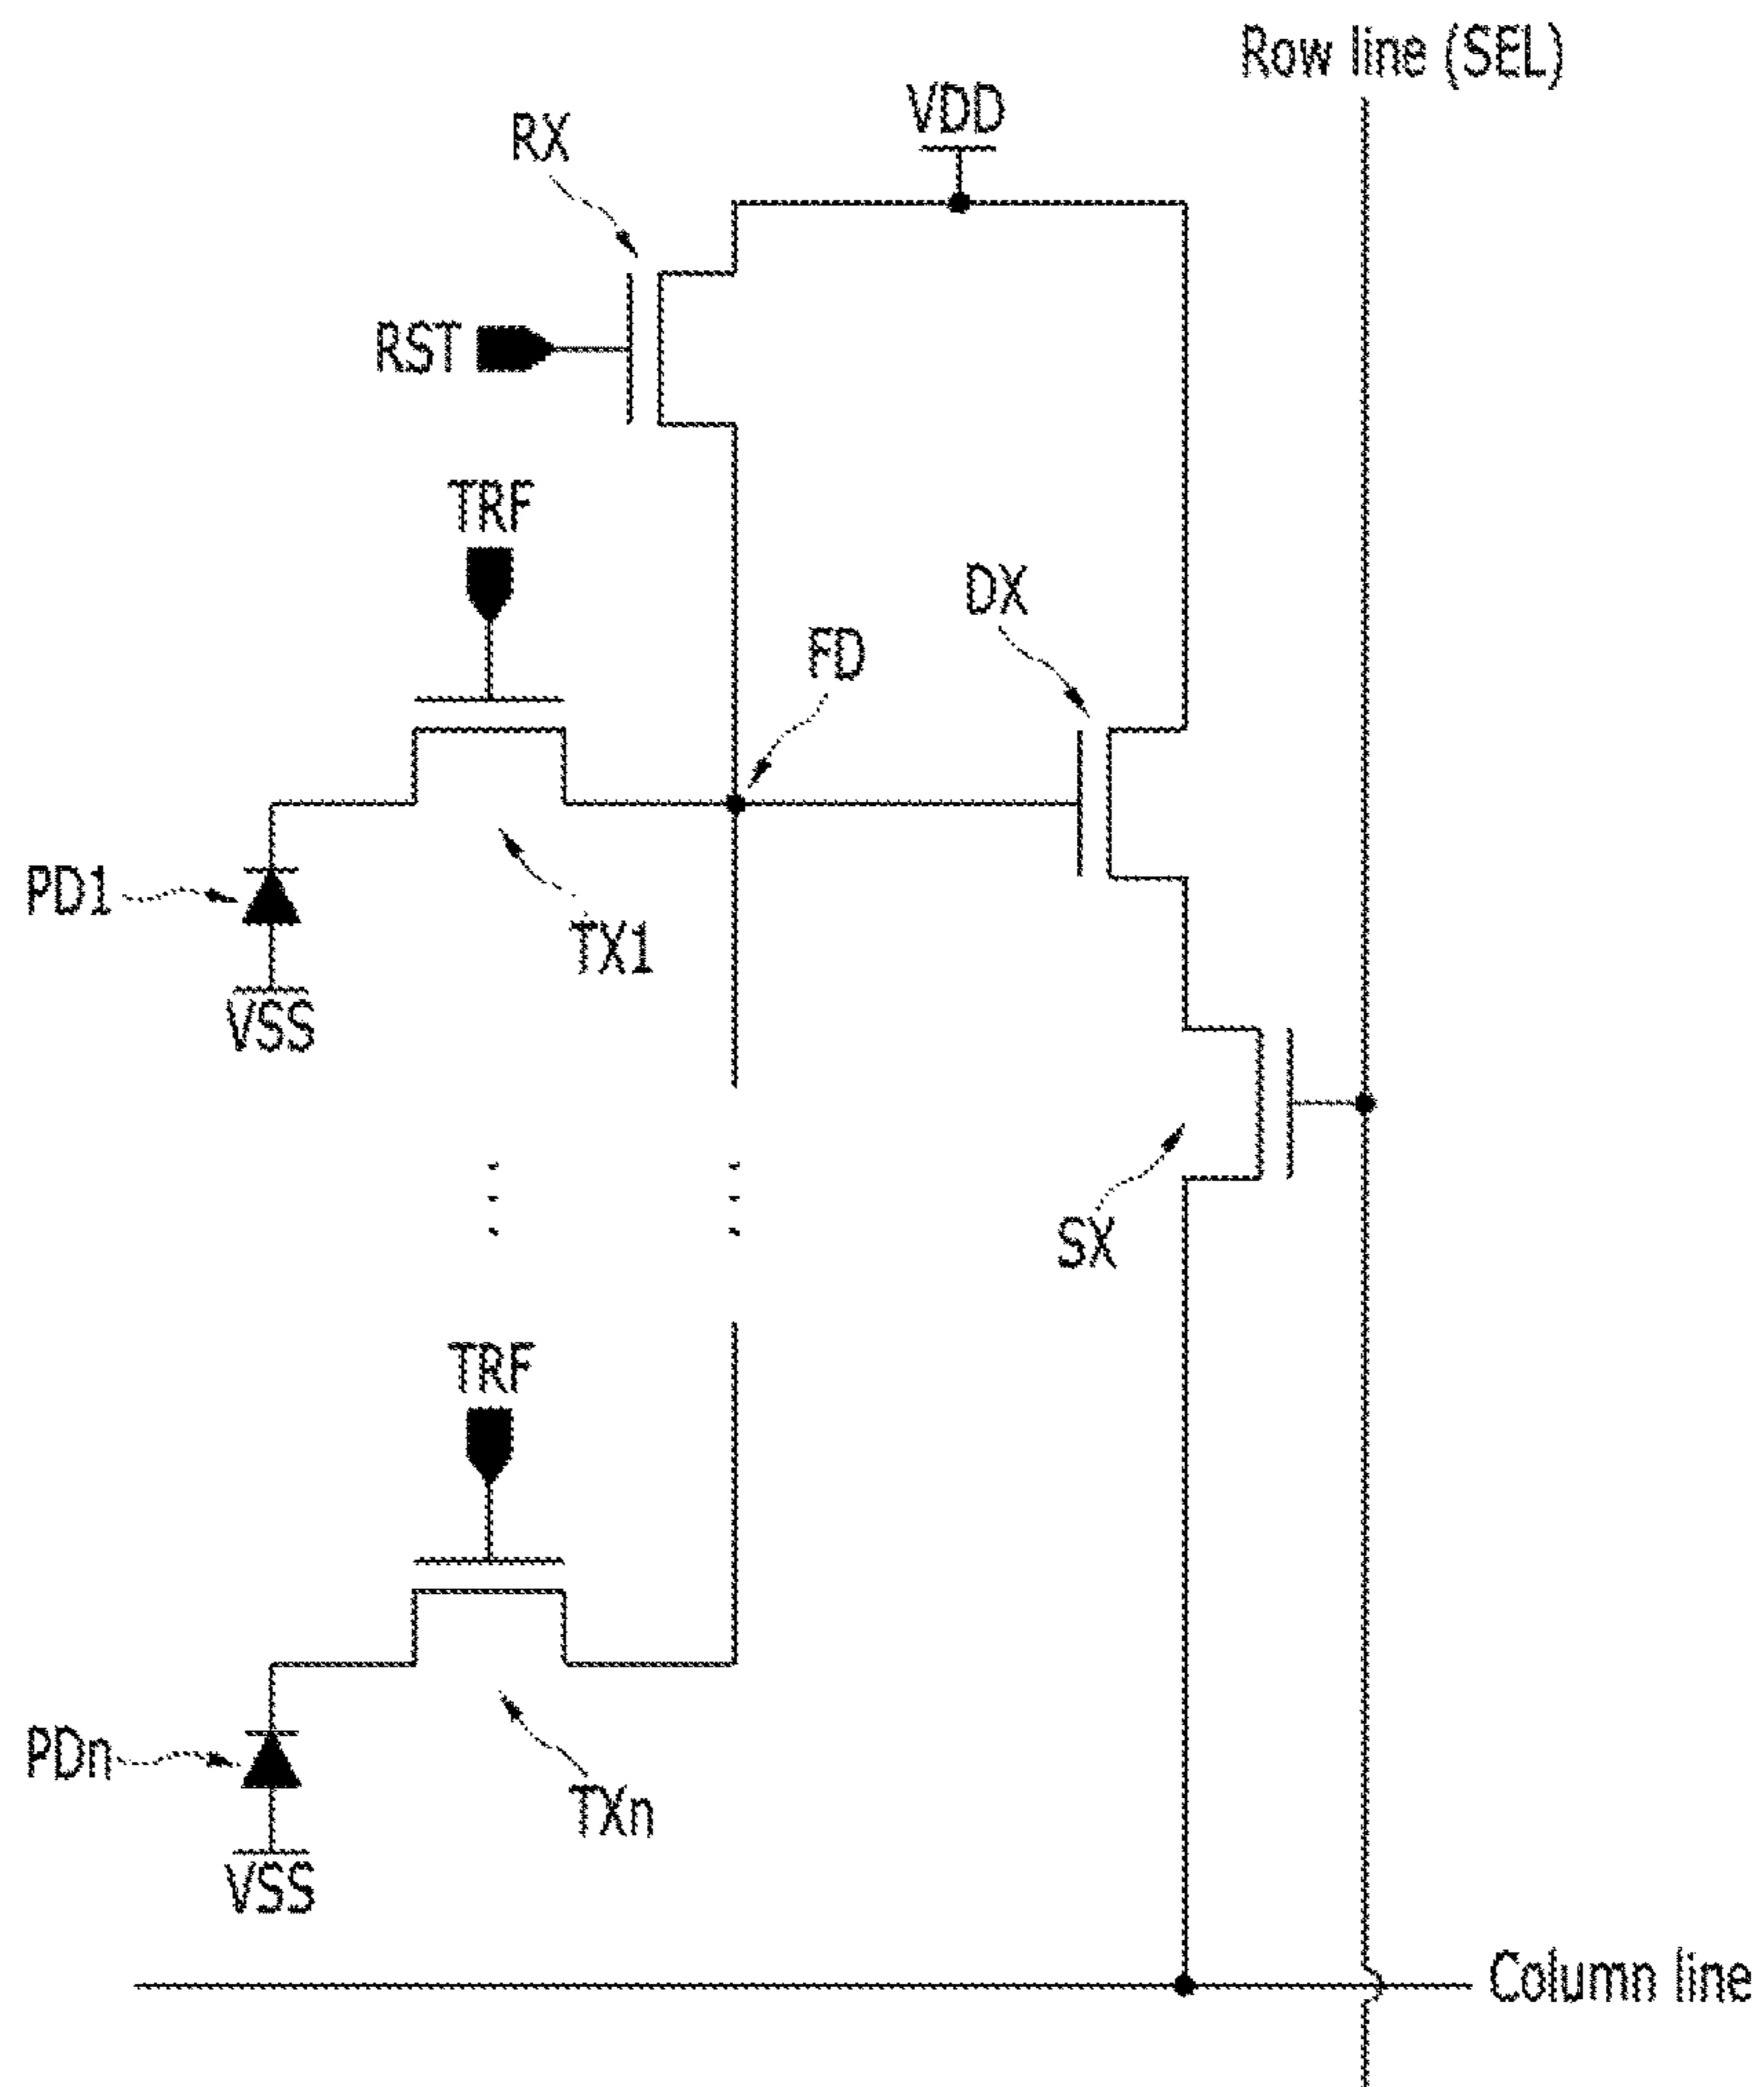 Row line (SEL)
VDD
RX
RST
TRF
DX
FD
PD1
TX1
VSS
SX
TRF
PDn
TXn
VSS
Column line